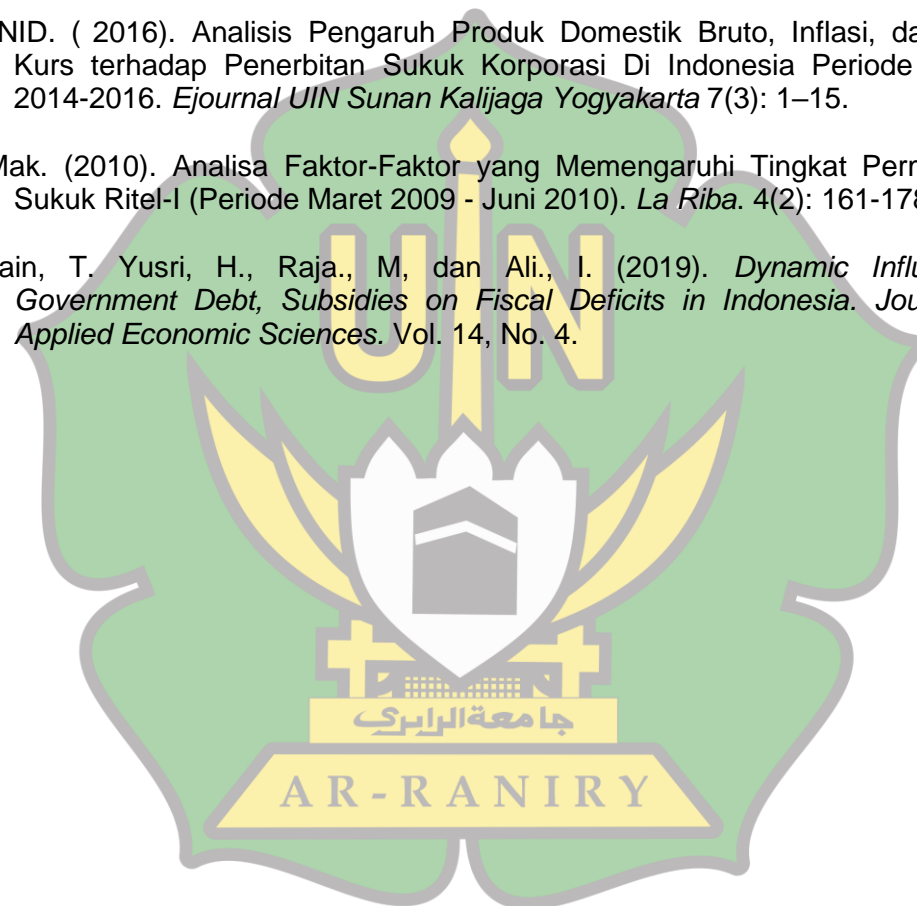 NID. ( 2016). Analisis Pengaruh Produk Domestik Bruto, Inflasi, da
Kurs terhadap Penerbitan Sukuk Korporasi Di Indonesia Periode
2014-2016. Ejournal UIN Sunan Kalijaga Yogyakarta 7(3): 1–15.
Mak. (2010). Analisa Faktor-Faktor yang Memengaruhi Tingkat Perm
Sukuk Ritel-I (Periode Maret 2009 - Juni 2010). La Riba. 4(2): 161-178
ain, T. Yusri, H., Raja., M, dan Ali., I. (2019). Dynamic Influ
Government Debt, Subsidies on Fiscal Deficits in Indonesia. Jou
Applied Economic Sciences. Vol. 14, No. 4.
UIN
جامعةالرانري
AR-RANIRY